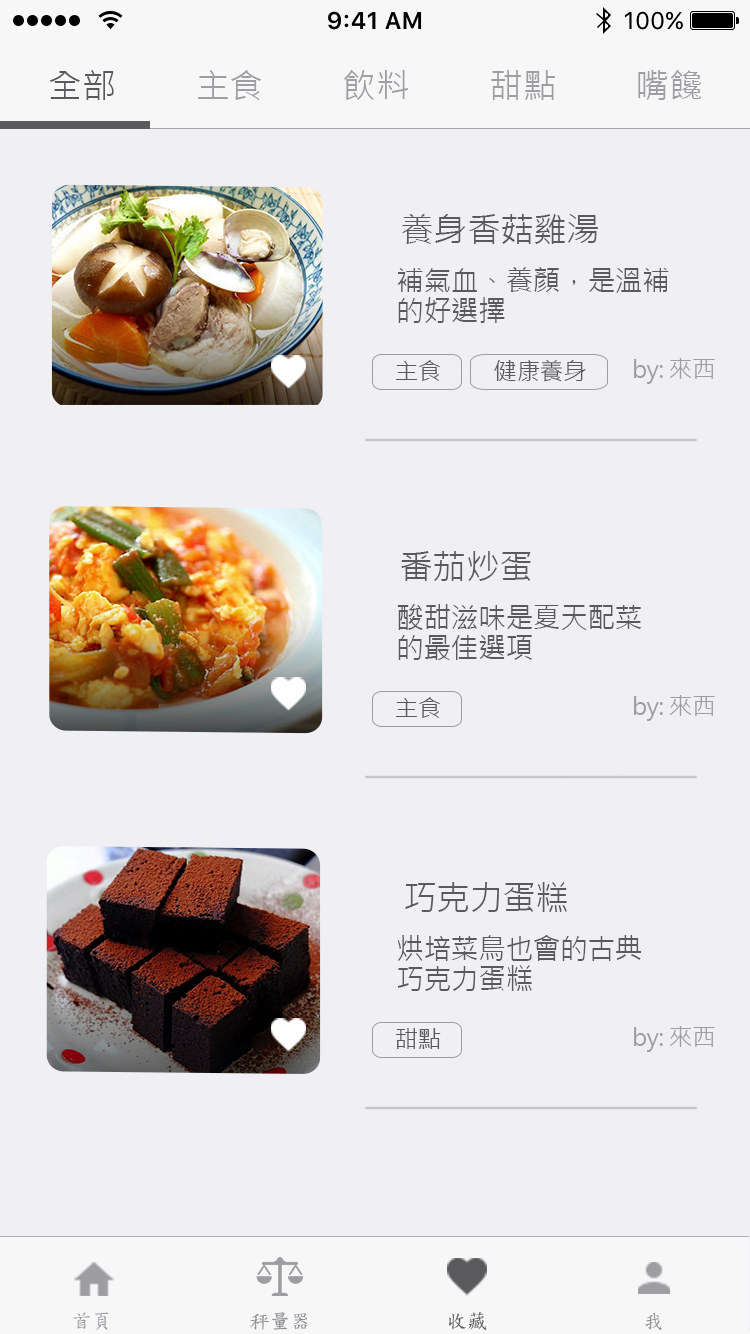 9:41 AM 100%
全部 主食 飲料 甜點 嘴饞
養身香菇雞湯
補氣血、養顏，是溫補
的好選擇
主食 健康養身 by: 來西
番茄炒蛋
酸甜滋味是夏天配菜
的最佳選項
主食 by: 來西
巧克力蛋糕
烘培菜鳥也會的古典
巧克力蛋糕
甜點 by: 來西
首頁 秤量器 收藏 我